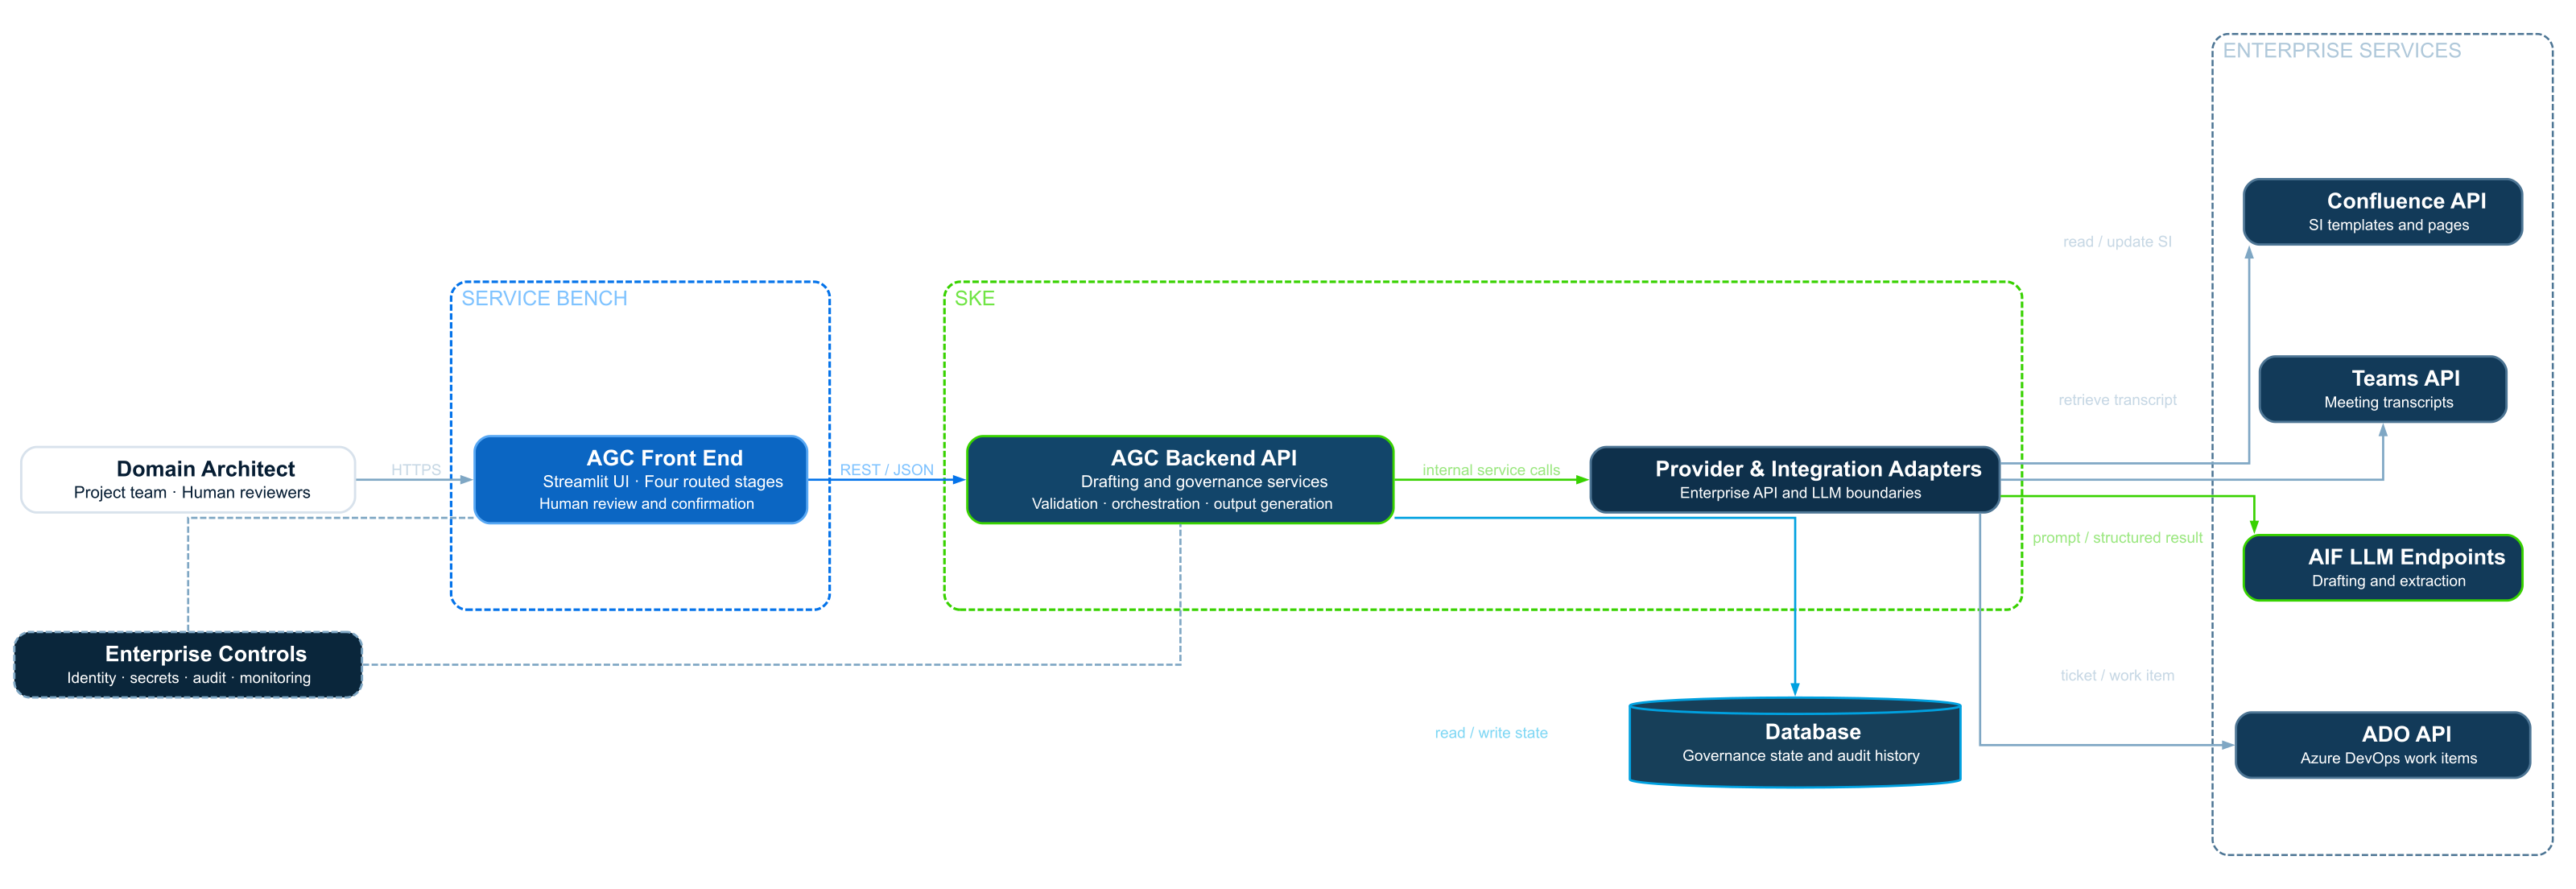 ENTERPRISE SERVICES
Confluence API
SI templates and pages
read / update SI
SERVICE BENCH
SKE
Teams API
Meeting transcripts
retrieve transcript
Domain Architect
Project team · Human reviewers
HTTPS
AGC Front End
Streamlit UI · Four routed stages
Human review and confirmation
REST / JSON
AGC Backend API
Drafting and governance services
Validation · orchestration · output generation
internal service calls
Provider & Integration Adapters
Enterprise API and LLM boundaries
prompt / structured result
AIF LLM Endpoints
Drafting and extraction
Enterprise Controls
Identity · secrets · audit · monitoring
ticket / work item
read / write state
Database
Governance state and audit history
ADO API
Azure DevOps work items